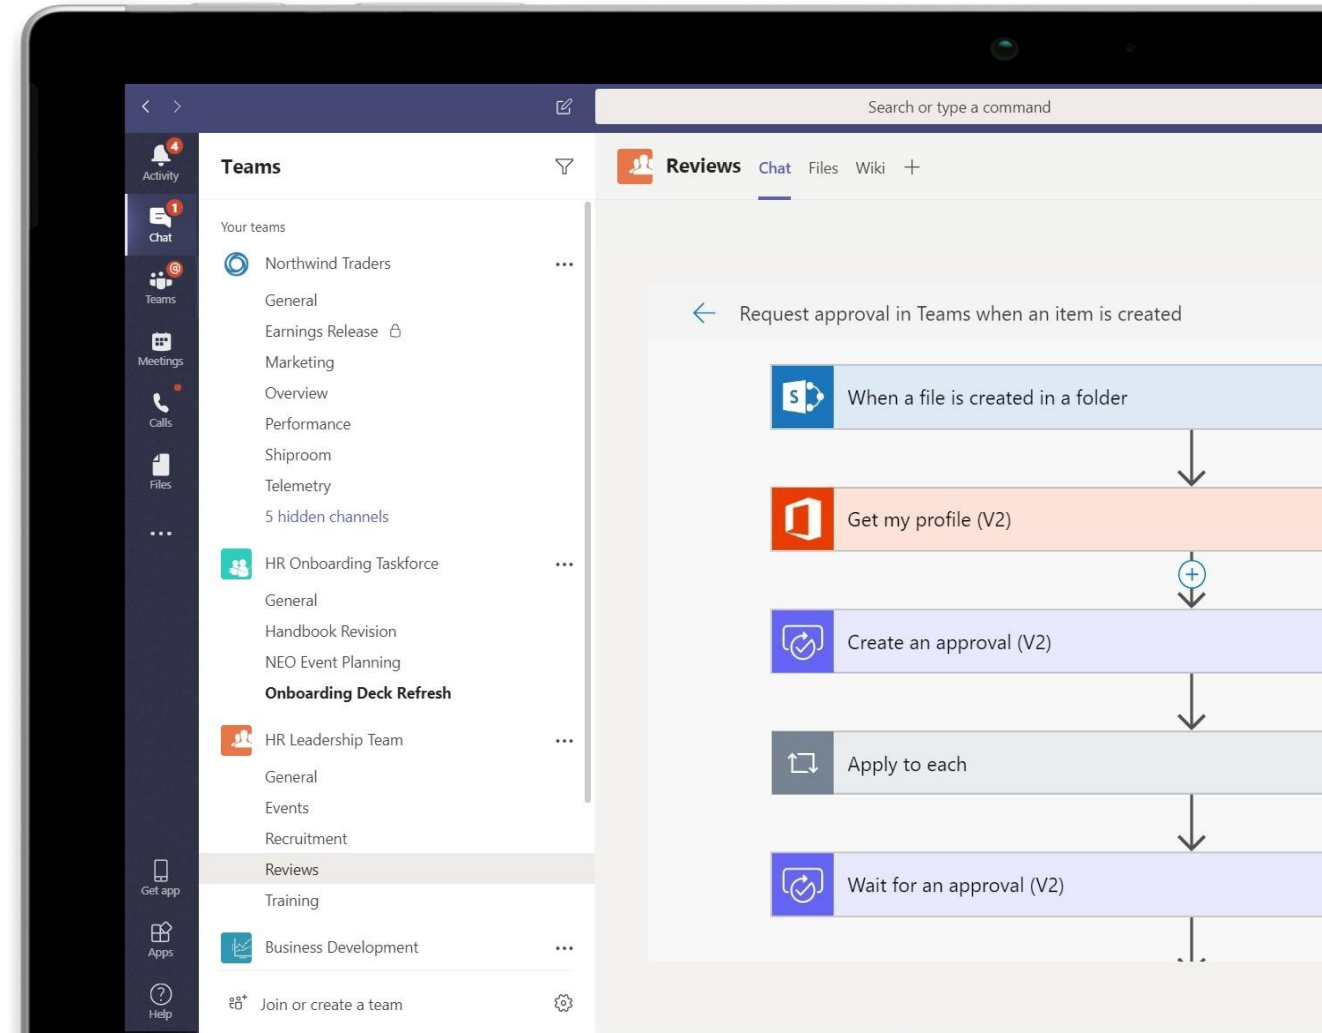 Search or type a command
4
Activity
1
Chat
@
Teams
Meetings
Calls
Files
Get app
Apps
Help
Teams
Your teams
Northwind Traders
General
Earnings Release
Marketing
Overview
Performance
Shiproom
Telemetry
5 hidden channels
HR Onboarding Taskforce
General
Handbook Revision
NEO Event Planning
Onboarding Deck Refresh
HR Leadership Team
General
Events
Recruitment
Reviews
Training
Business Development
Join or create a team
Reviews Chat Files Wiki
Request approval in Teams when an item is created
S When a file is created in a folder
Get my profile (V2)
Create an approval (V2)
Apply to each
Wait for an approval (V2)